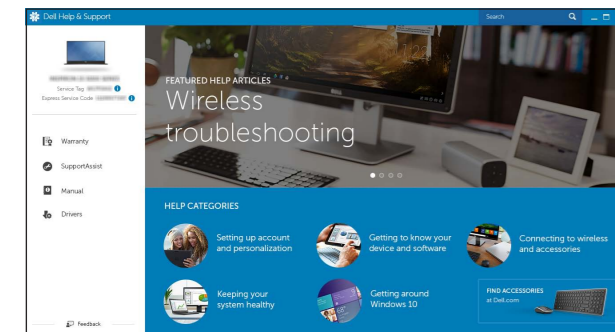 Dell Help & Support
Search
Service Tag
Express Service Code
Warranty
SupportAssist
Manual
Drivers
Feedback
FEATURED HELP ARTICLES
Wireless
troubleshooting
HELP CATEGORIES
Setting up account
and personalization
Getting to know your
device and software
Connecting to wireless
and accessories
Keeping your
system healthy
Getting around
Windows 10
FIND ACCESSORIES
at Dell.com